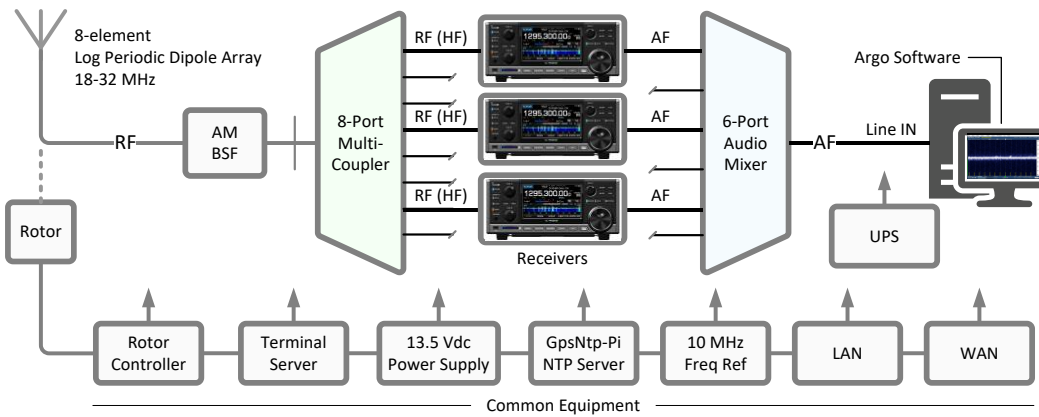 8-element
Log Periodic Dipole Array
18-32 MHz
RF
AM
BSF
8-Port
Multi-
Coupler
RF (HF)
RF (HF)
RF (HF)
1295.300.00
1295.300.00
1295.300.00
Receivers
AF
AF
AF
6-Port
Audio
Mixer
AF
Line IN
Argo Software
UPS
Rotor
Rotor
Controller
Terminal
Server
13.5 Vdc
Power Supply
GpsNtp-Pi
NTP Server
10 MHz
Freq Ref
LAN
WAN
Common Equipment